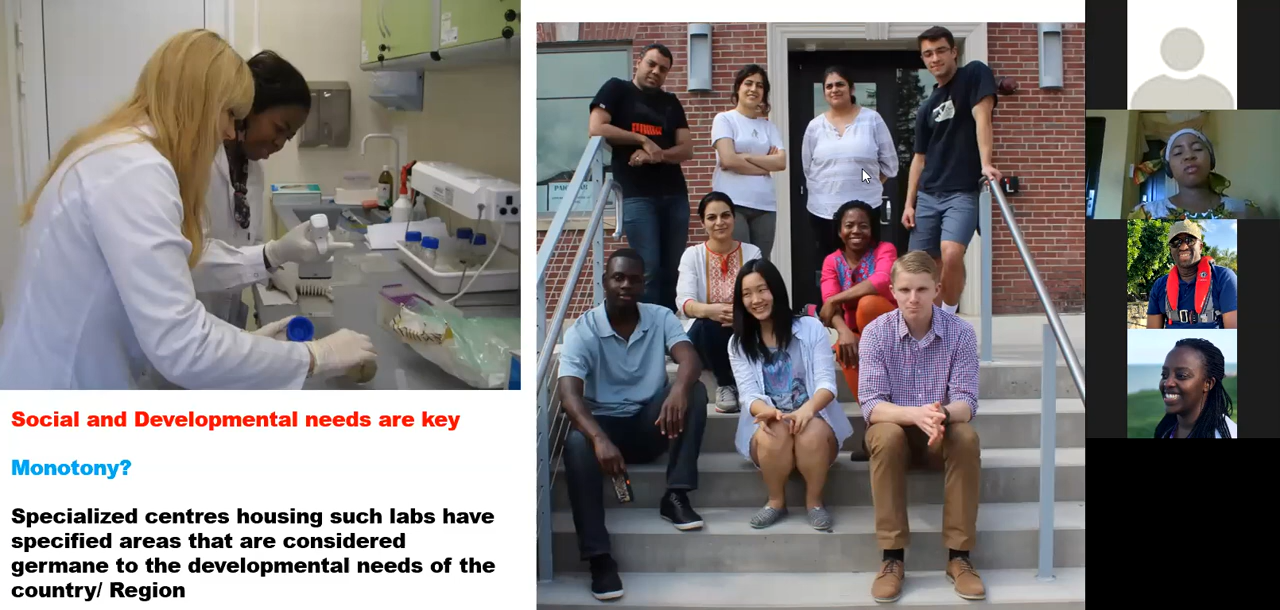 Social and Developmental needs are key
Monotony?
Specialized centres housing such labs have
specified areas that are considered
germane to the developmental needs of the
country/ Region